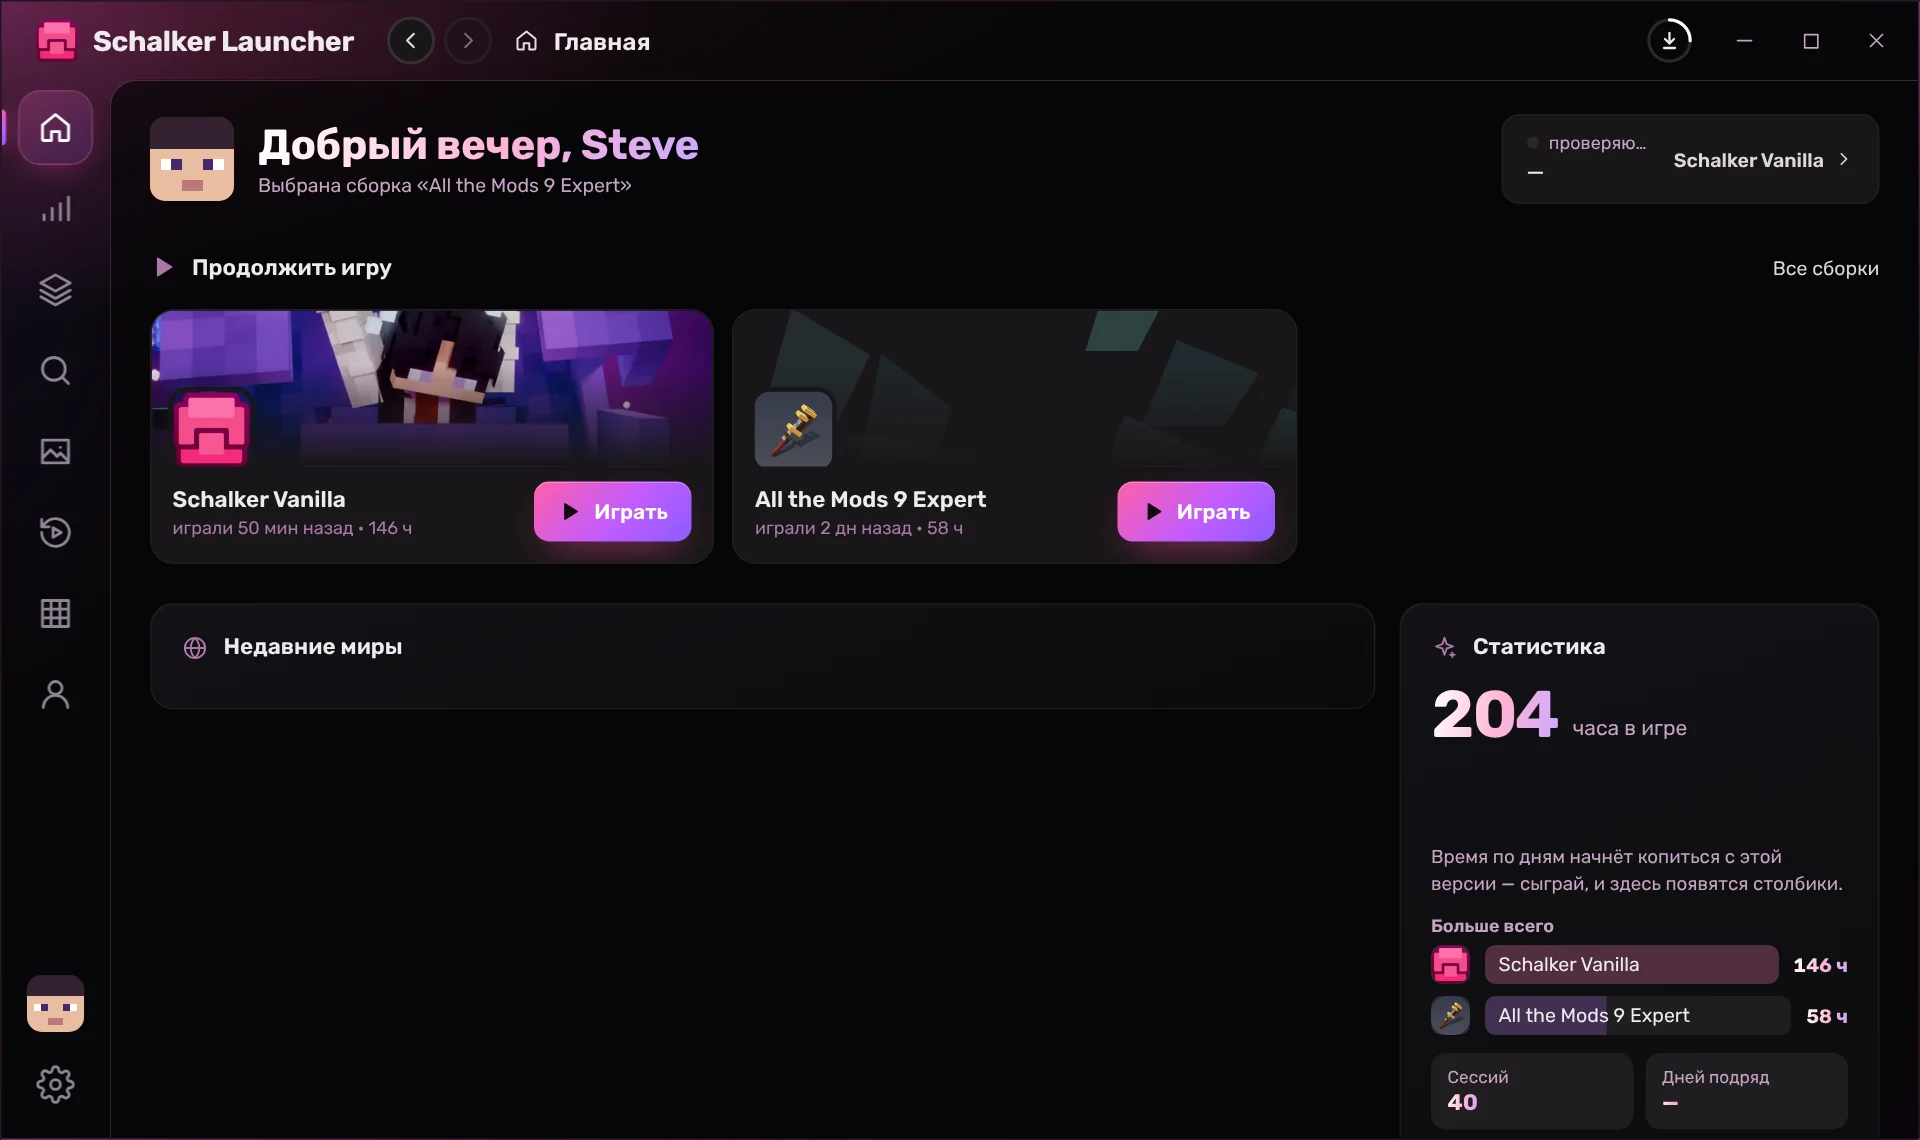 Schalker Launcher
Главная
Добрый вечер, Steve
Выбрана сборка «All the Mods 9 Expert»
проверяю…
—
Schalker Vanilla
Продолжить игру
Все сборки
Schalker Vanilla
играли 50 мин назад • 146 ч
Играть
All the Mods 9 Expert
играли 2 дн назад • 58 ч
Играть
Недавние миры
Статистика
204 часа в игре
Время по дням начнёт копиться с этой
версии — сыграй, и здесь появятся столбики.
Больше всего
Schalker Vanilla
146 ч
All the Mods 9 Expert
58 ч
Сессий
40
Дней подряд
—